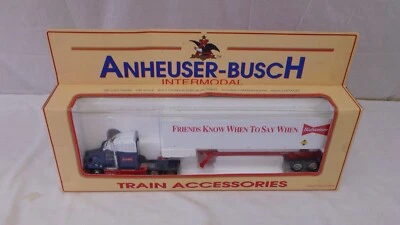 ANHEUSER-BUSCH
INTERMODAL
FRIENDS KNOW WHEN TO SAY WHEN
Budweiser
TRAIN ACCESSORIES